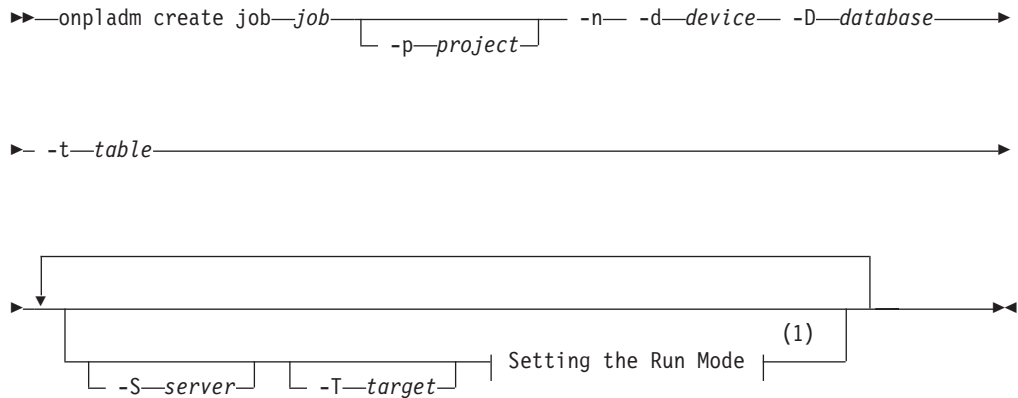 onpladm create job job -n -d device -D database
-p project
-t table
(1)
Setting the Run Mode
-S server -T target